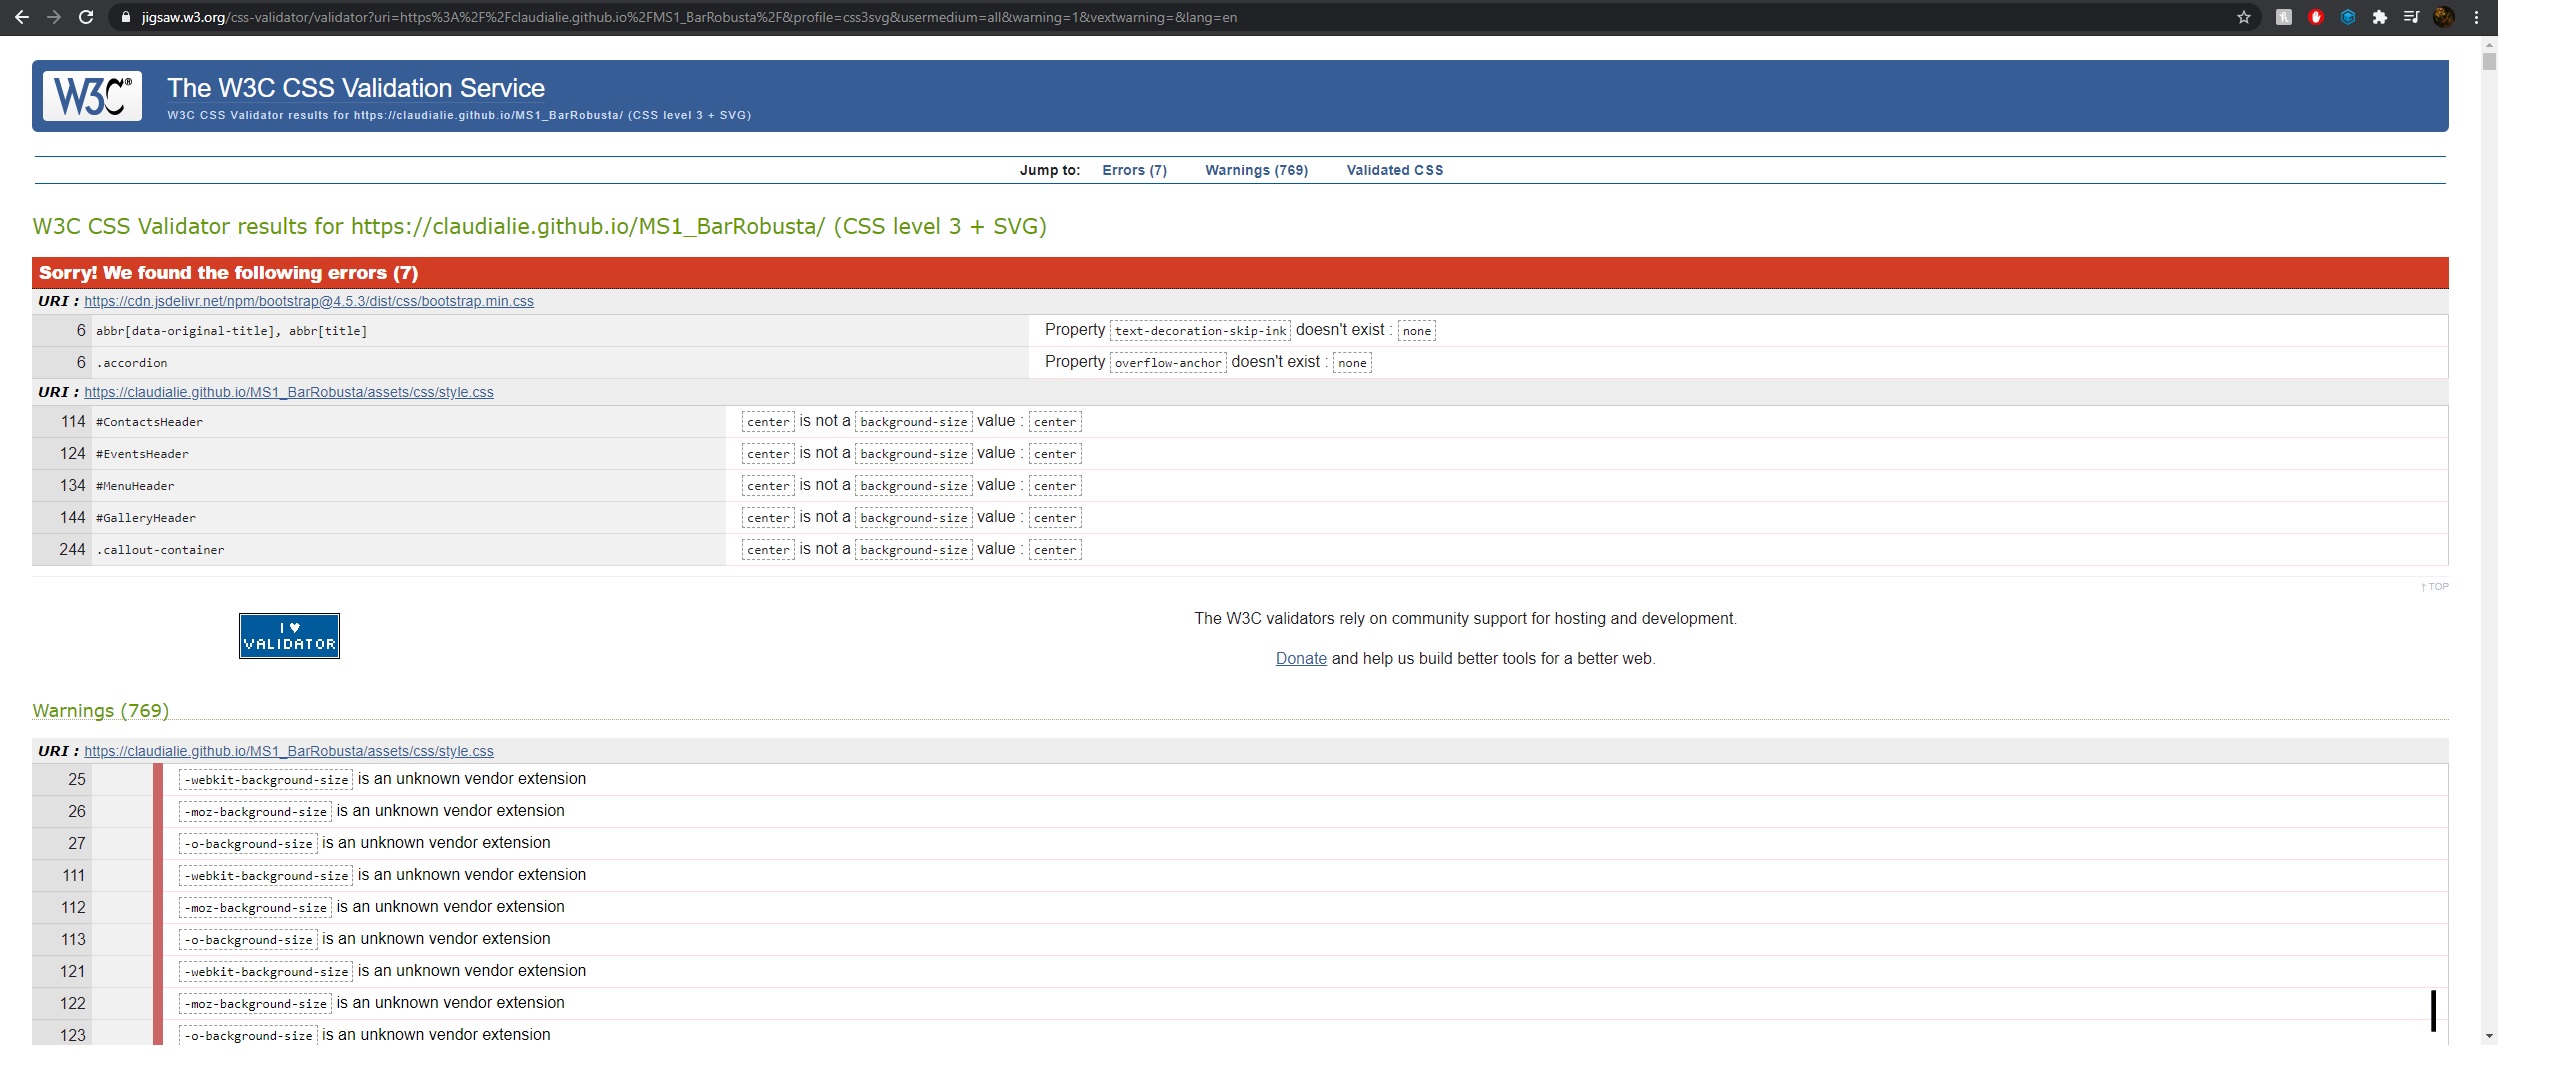 jigsaw.w3.org/css-validator/validator?uri=https%3A%2F%2Fclaudialie.github.io%2FMS1_BarRobusta%2F&profile=css3svg&usermedium=all&warning=1&vextwarning=&lang=en
W3C®
The W3C CSS Validation Service
W3C CSS Validator results for https://claudialie.github.io/MS1_BarRobusta/ (CSS level 3 + SVG)
Jump to: Errors (7) Warnings (769) Validated CSS
W3C CSS Validator results for https://claudialie.github.io/MS1_BarRobusta/ (CSS level 3 + SVG)
Sorry! We found the following errors (7)
URI : https://cdn.jsdelivr.net/npm/bootstrap@4.5.3/dist/css/bootstrap.min.css
6 abbr[data-original-title], abbr[title] Property text-decoration-skip-ink doesn't exist : none
6 .accordion Property overflow-anchor doesn't exist : none
URI : https://claudialie.github.io/MS1_BarRobusta/assets/css/style.css
114 #ContactsHeader center is not a background-size value : center
124 #EventsHeader center is not a background-size value : center
134 #MenuHeader center is not a background-size value : center
144 #GalleryHeader center is not a background-size value : center
244 .callout-container center is not a background-size value : center
↑ TOP
I ♥
VALIDATOR
The W3C validators rely on community support for hosting and development.
Donate and help us build better tools for a better web.
Warnings (769)
URI : https://claudialie.github.io/MS1_BarRobusta/assets/css/style.css
25 -webkit-background-size is an unknown vendor extension
26 -moz-background-size is an unknown vendor extension
27 -o-background-size is an unknown vendor extension
111 -webkit-background-size is an unknown vendor extension
112 -moz-background-size is an unknown vendor extension
113 -o-background-size is an unknown vendor extension
121 -webkit-background-size is an unknown vendor extension
122 -moz-background-size is an unknown vendor extension
123 -o-background-size is an unknown vendor extension